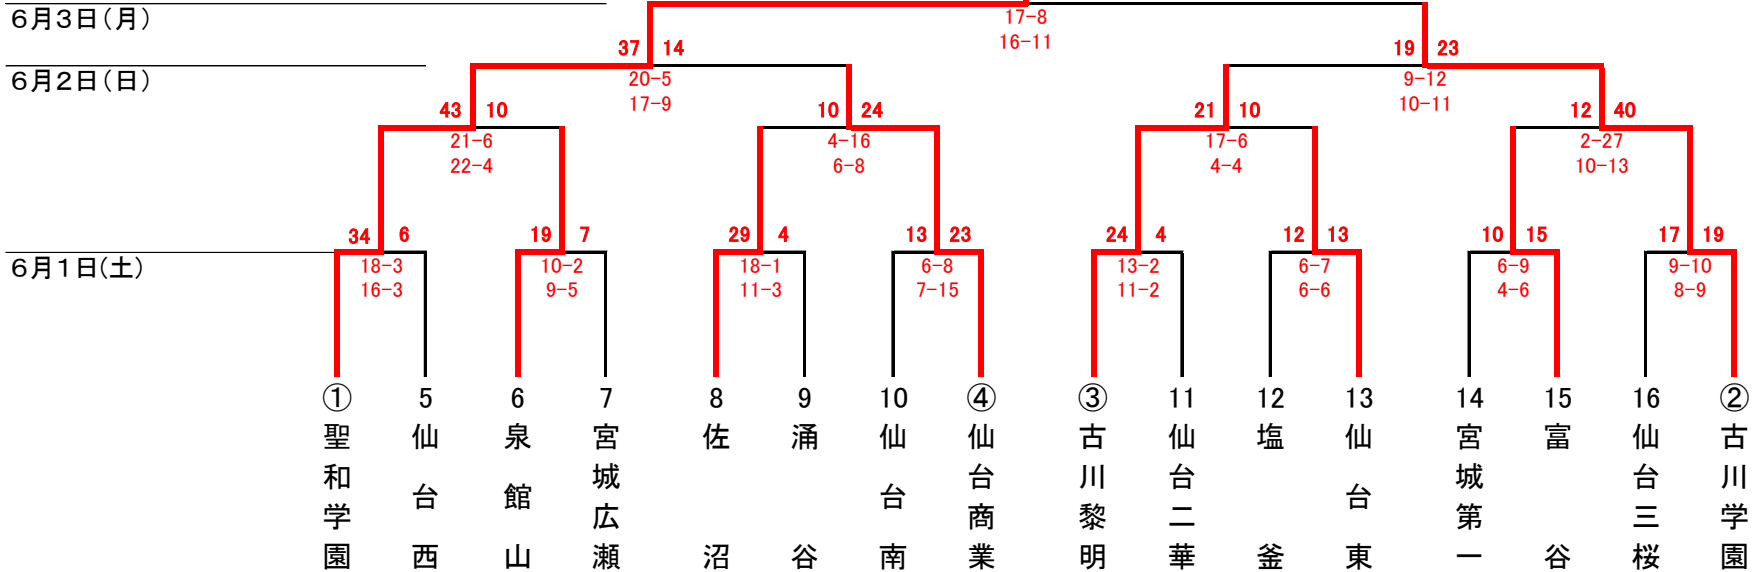 6月3日(月)
17-8
16-11
37 14
19 23
6月2日(日)
20-5
17-9
9-12
10-11
43 10
10 24
21 10
12 40
21-6
22-4
4-16
6-8
17-6
4-4
2-27
10-13
34 6
19 7
29 4
13 23
24 4
12 13
10 15
17 19
6月1日(土)
18-3
16-3
10-2
9-5
18-1
11-3
6-8
7-15
13-2
11-2
6-7
6-6
6-9
4-6
9-10
8-9
① 5 6 7 8 9 10 ④ ③ 11 12 13 14 15 16 ②
聖和学園
仙台西
泉館山
宮城広瀬
佐沼
涌谷
仙台南
仙台商業
古川黎明
仙台二華
塩釜
仙台東
宮城第一
富谷
仙台三桜
古川学園